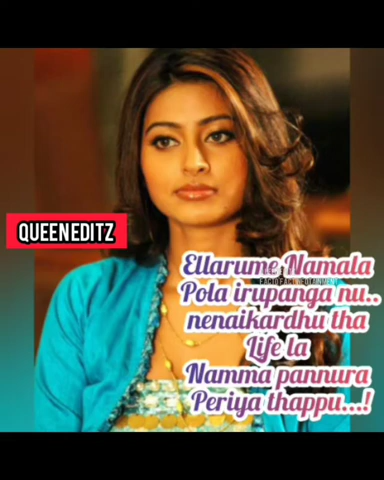 QUEENEDITZ
Ellarume Namala
Pola irupanga nu..
nenaikardhu tha
Life la
Namma pannura
Periya thappu...!